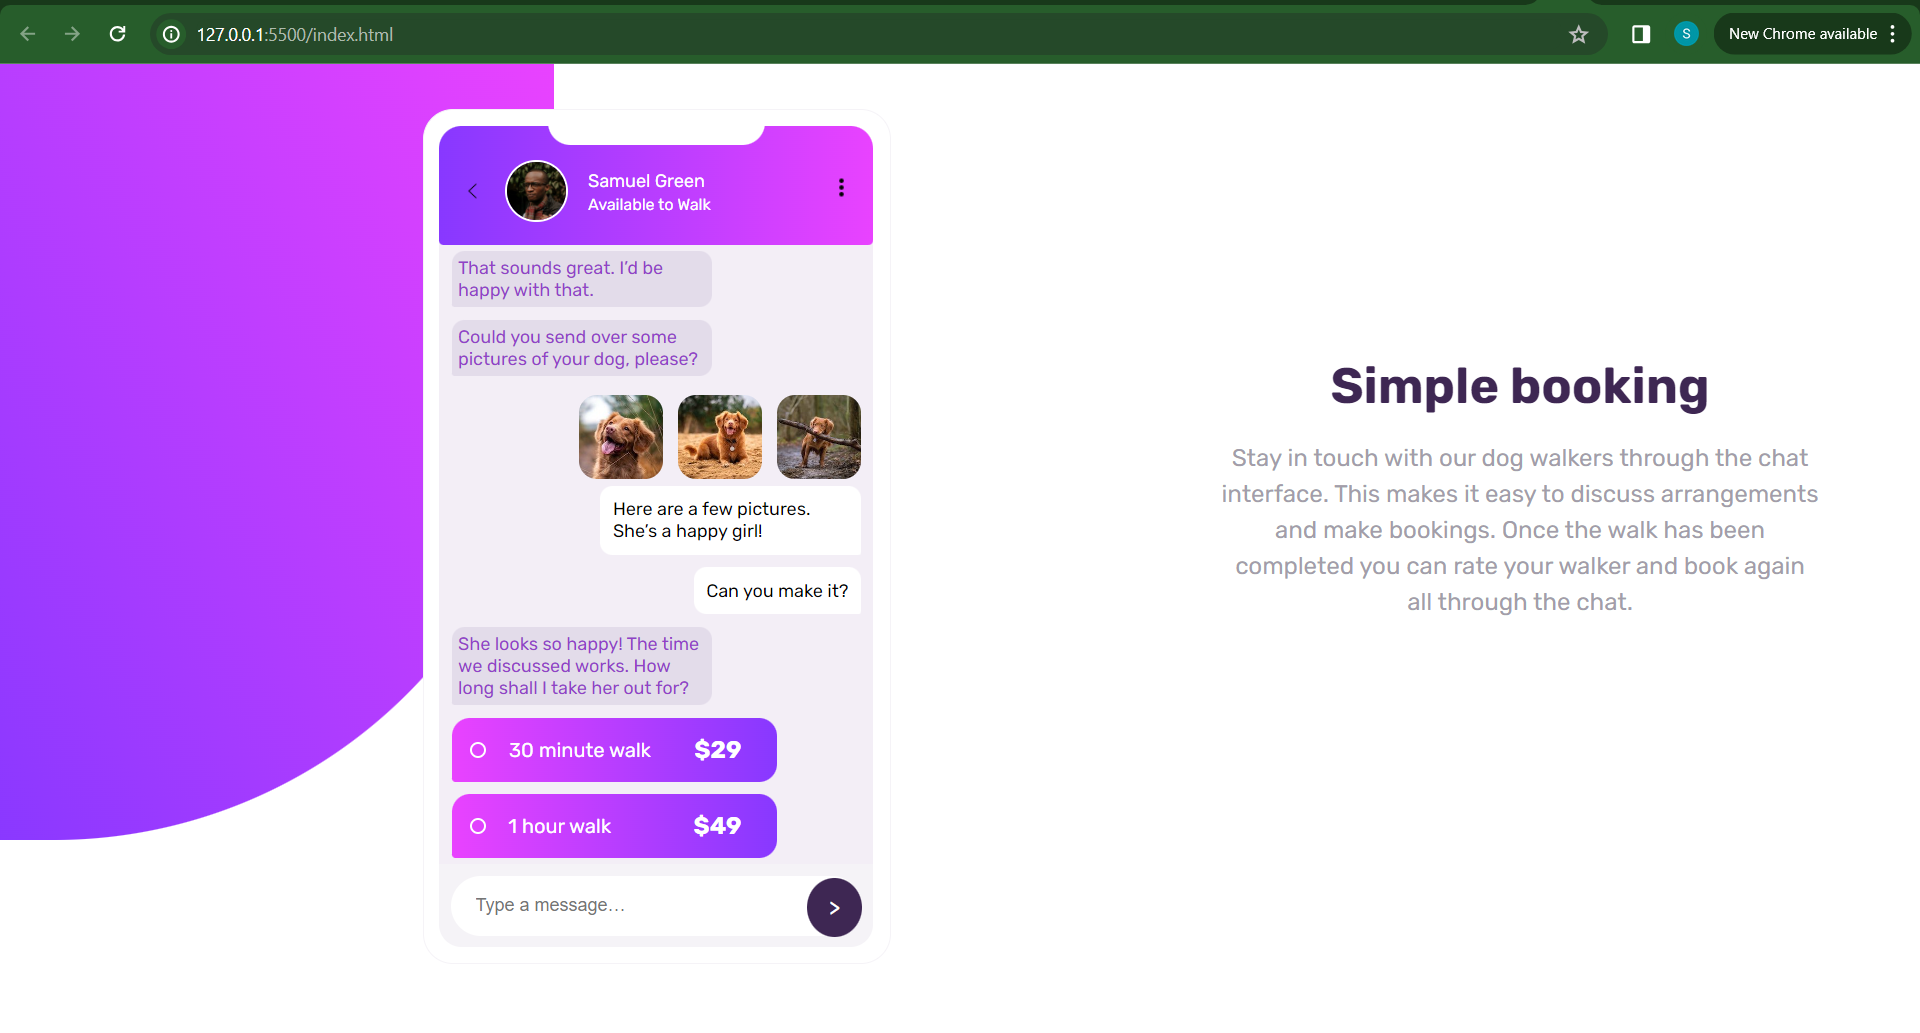 127.0.0.1:5500/index.html
S
New Chrome available
Samuel Green
Available to Walk
That sounds great. I’d be
happy with that.
Could you send over some
pictures of your dog, please?
Here are a few pictures.
She’s a happy girl!
Can you make it?
She looks so happy! The time
we discussed works. How
long shall I take her out for?
30 minute walk $29
1 hour walk $49
Type a message…
>
Simple booking
Stay in touch with our dog walkers through the chat
interface. This makes it easy to discuss arrangements
and make bookings. Once the walk has been
completed you can rate your walker and book again
all through the chat.